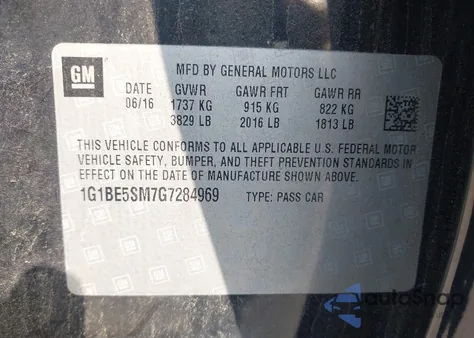 GM
MFD BY GENERAL MOTORS LLC
DATE GVWR GAWR FRT GAWR RR
06/16 1737 KG 915 KG 822 KG
3829 LB 2016 LB 1813 LB
THIS VEHICLE CONFORMS TO ALL APPLICABLE U.S. FEDERAL MOTOR
VEHICLE SAFETY, BUMPER, AND THEFT PREVENTION STANDARDS IN
EFFECT ON THE DATE OF MANUFACTURE SHOWN ABOVE.
1G1BE5SM7G7284969 TYPE: PASS CAR
autoSnap